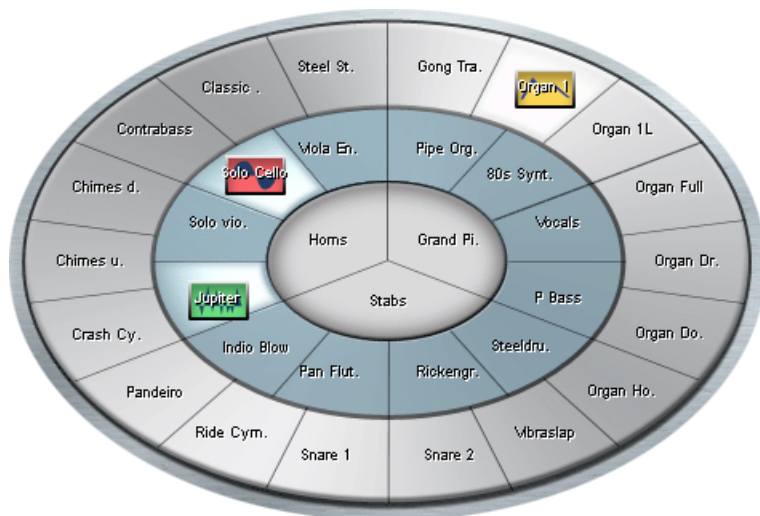 Steel St.
Gong Tra.
Organ 1
Organ 1L
Organ Full
Organ Dr.
Organ Do.
Organ Ho.
Vibraslap
Snare 2
Snare 1
Ride Cym.
Pandeiro
Crash Cy.
Chimes u.
Chimes d.
Contrabass
Classic .
Viola En.
Pipe Org.
80s Synt.
Vocals
P Bass
Steeldru.
Rickengr.
Pan Flut.
Indio Blow
Jupiter
Solo vio.
Solo Cello
Horns
Grand Pi.
Stabs